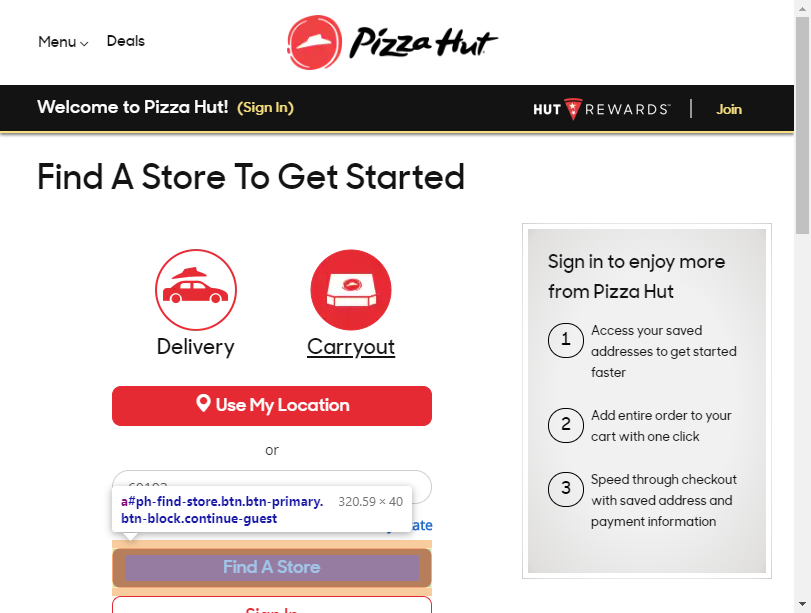 Menu Deals
Pizza Hut
Welcome to Pizza Hut! (Sign In)
HUT REWARDS | Join
Find A Store To Get Started
Delivery
Carryout
Use My Location
or
a#ph-find-store.btn.btn-primary.
btn-block.continue-guest
320.59 × 40
Find A Store
Sign In
Sign in to enjoy more
from Pizza Hut
1
Access your saved
addresses to get started
faster
2
Add entire order to your
cart with one click
3
Speed through checkout
with saved address and
payment information